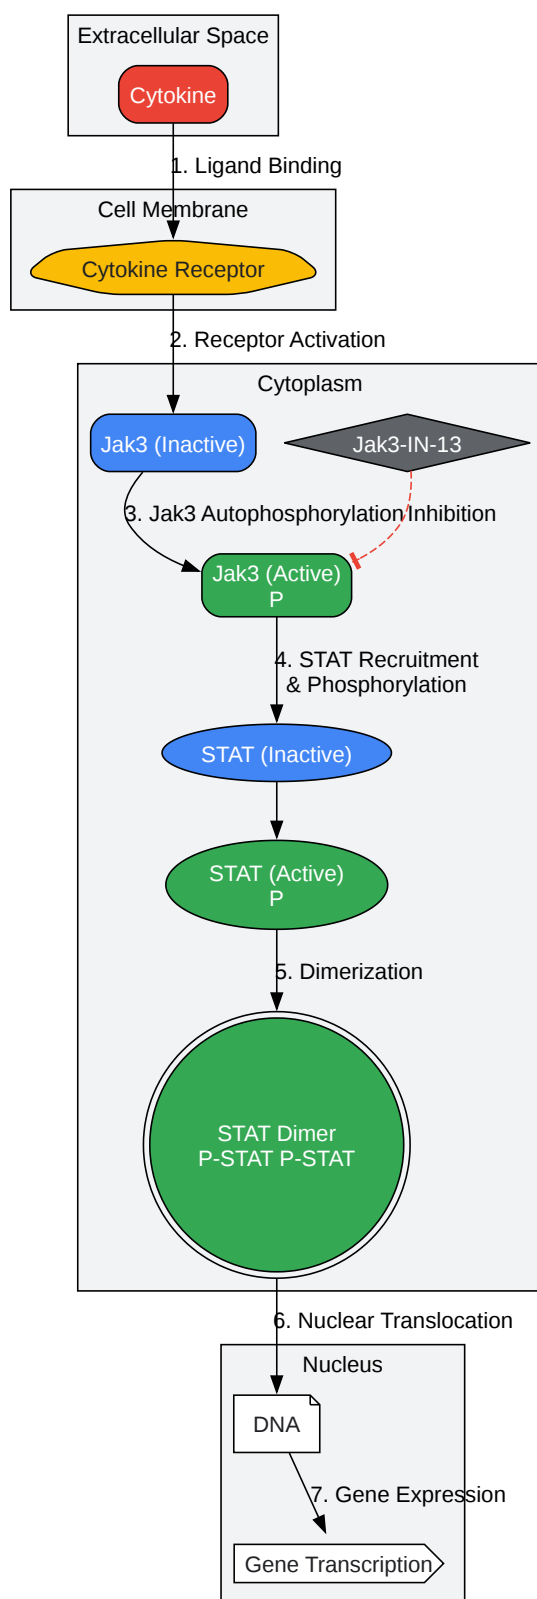 Extracellular Space
Cytokine
1. Ligand Binding
Cell Membrane
Cytokine Receptor
2. Receptor Activation
Cytoplasm
Jak3 (Inactive)
Jak3-IN-13
3. Jak3 Autophosphorylation
Inhibition
Jak3 (Active)
P
4. STAT Recruitment
& Phosphorylation
STAT (Inactive)
STAT (Active)
P
5. Dimerization
STAT Dimer
P-STAT P-STAT
6. Nuclear Translocation
Nucleus
DNA
7. Gene Expression
Gene Transcription